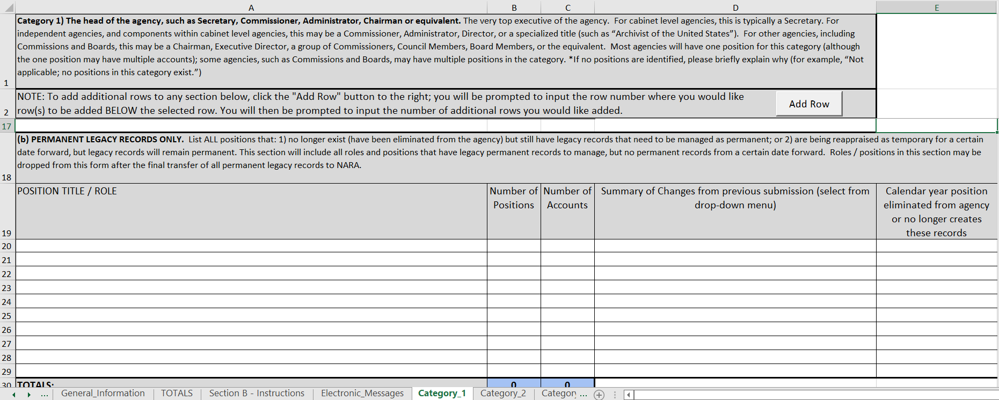 A B C D E
1 Category 1) The head of the agency, such as Secretary, Commissioner, Administrator, Chairman or equivalent. The very top executive of the agency.  For cabinet level agencies, this is typically a Secretary. For
independent agencies, and components within cabinet level agencies, this may be a Commissioner, Administrator, Director, or a specialized title (such as “Archivist of the United States”).  For other agencies, including
Commissions and Boards, this may be a Chairman, Executive Director, a group of Commissioners, Council Members, Board Members, or the equivalent.  Most agencies will have one position for this category (although
the one position may have multiple accounts); some agencies, such as Commissions and Boards, may have multiple positions in the category. *If no positions are identified, please briefly explain why (for example, “Not
applicable; no positions in this category exist.”)
2 NOTE: To add additional rows to any section below, click the "Add Row" button to the right; you will be prompted to input the row number where you would like
row(s) to be added BELOW the selected row. You will then be prompted to input the number of additional rows you would like added.
Add Row
17
18 (b) PERMANENT LEGACY RECORDS ONLY.  List ALL positions that: 1) no longer exist (have been eliminated from the agency) but still have legacy records that need to be managed as permanent; or 2) are being reappraised as temporary for a certain
date forward, but legacy records will remain permanent. This section will include all roles and positions that have legacy permanent records to manage, but no permanent records from a certain date forward.  Roles / positions in this section may be
dropped from this form after the final transfer of all permanent legacy records to NARA.
19 POSITION TITLE / ROLE
Number of
Positions
Number of
Accounts
Summary of Changes from previous submission (select from
drop-down menu)
Calendar year position
eliminated from agency
or no longer creates
these records
20
21
22
23
24
25
26
27
28
29
30 TOTALS: 0 0
... General_Information TOTALS Section B - Instructions Electronic_Messages Category_1 Category_2 Category ...